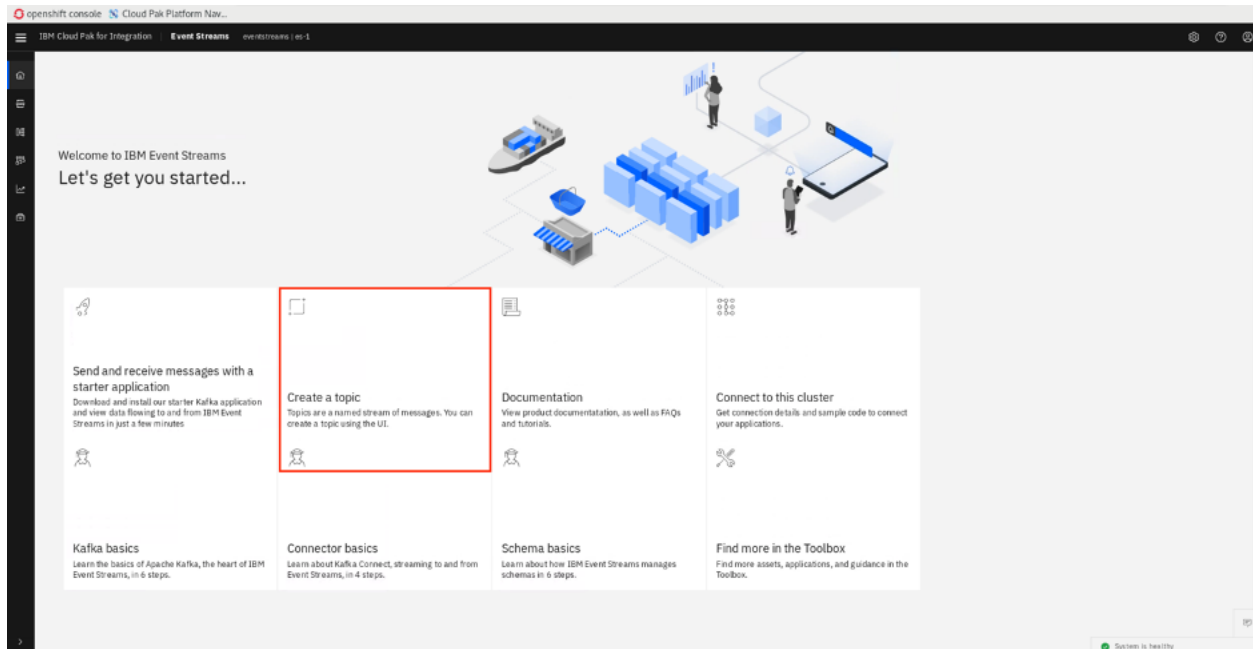 openshift console Cloud Pak Platform Nav...
IBM Cloud Pak for Integration Event Streams eventstreams | es-1
Welcome to IBM Event Streams
Let's get you started...
Send and receive messages with a
starter application
Download and install our starter Kafka application
and view data flowing to and from IBM Event
Streams in just a few minutes
Create a topic
Topics are a named stream of messages. You can
create a topic using the UI.
Documentation
View product documentatation, as well as FAQs
and tutorials.
Connect to this cluster
Get connection details and sample code to connect
your applications.
Kafka basics
Learn the basics of Apache Kafka, the heart of IBM
Event Streams, in 6 steps.
Connector basics
Learn about Kafka Connect, streaming to and from
Event Streams, in 4 steps.
Schema basics
Learn about how IBM Event Streams manages
schemas in 6 steps.
Find more in the Toolbox
Find more assets, applications, and guidance in the
Toolbox.
System is healthy